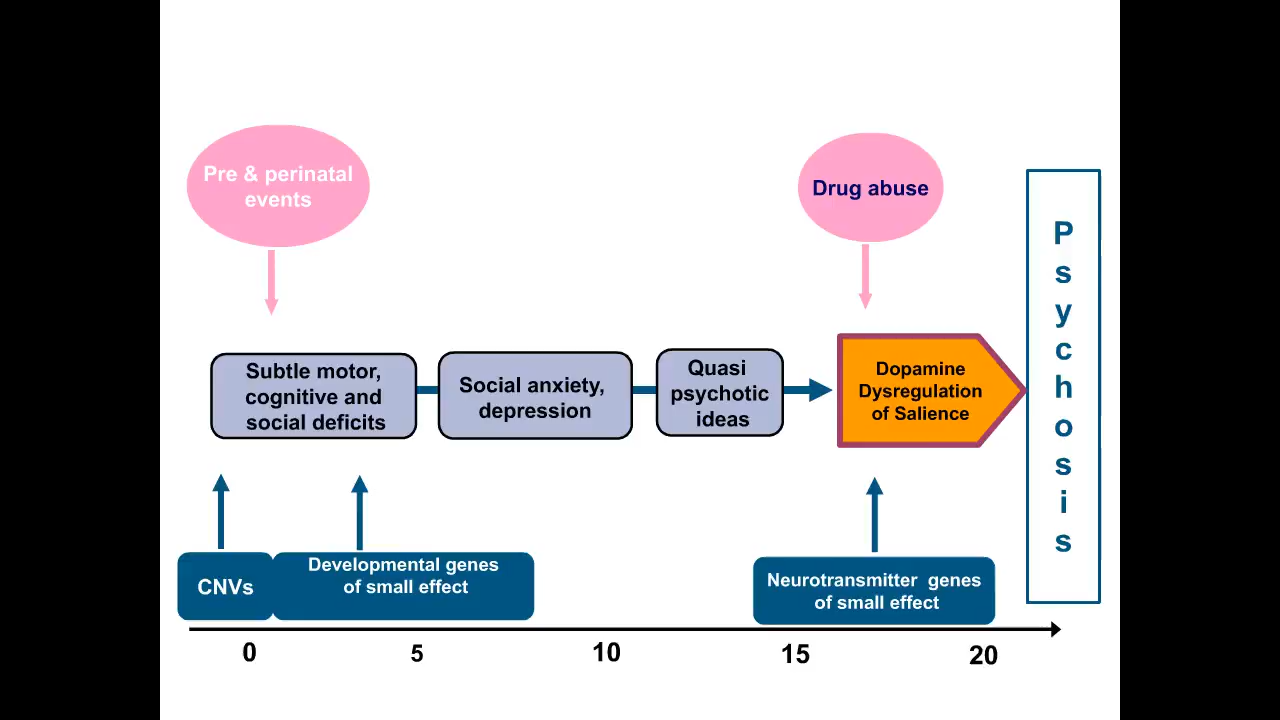 Pre & perinatal
events
Drug abuse
Subtle motor,
cognitive and
social deficits
Social anxiety,
depression
Quasi
psychotic
ideas
Dopamine
Dysregulation
of Salience
P
s
y
c
h
o
s
i
s
CNVs
Developmental genes
of small effect
Neurotransmitter genes
of small effect
0 5 10 15 20